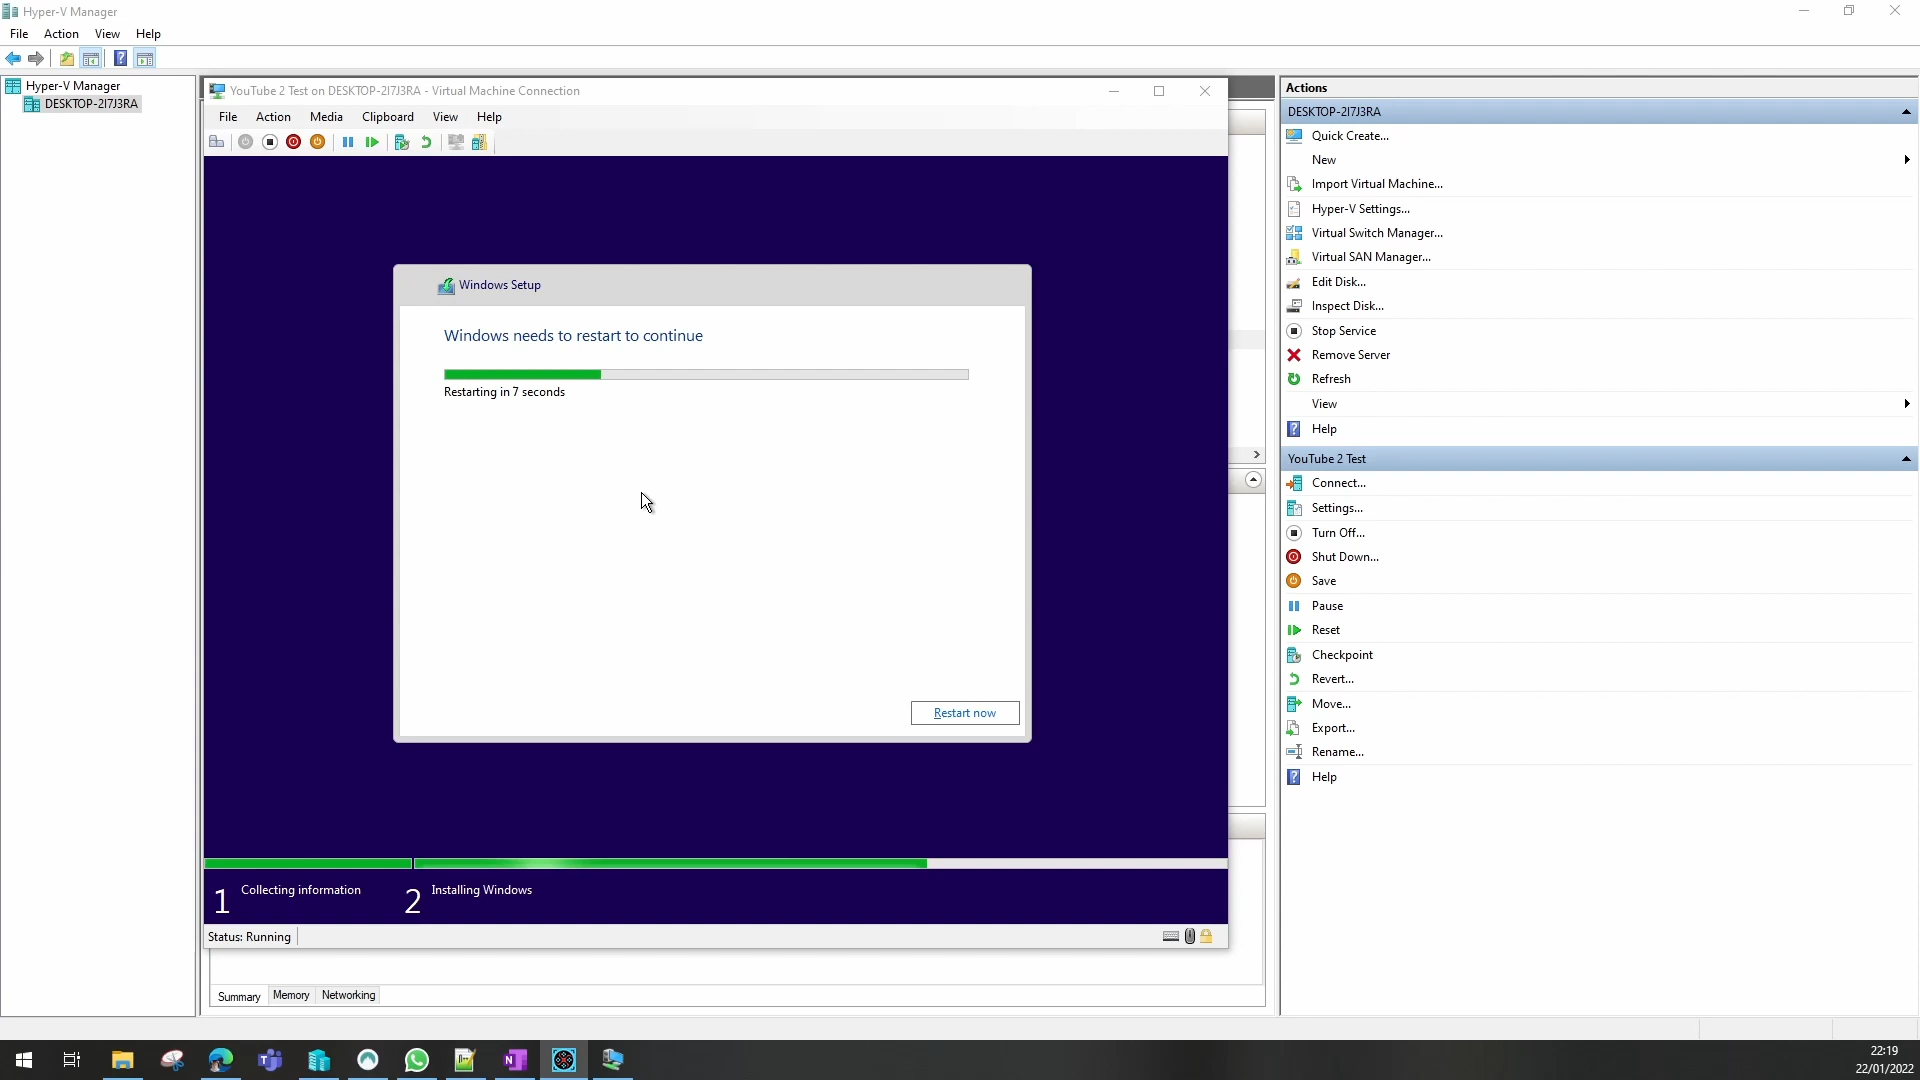 Hyper-V Manager
File Action View Help
Hyper-V Manager
DESKTOP-2I7J3RA
YouTube 2 Test on DESKTOP-2I7J3RA - Virtual Machine Connection
File Action Media Clipboard View Help
Windows Setup
Windows needs to restart to continue
Restarting in 7 seconds
Restart now
1 Collecting information 2 Installing Windows
Status: Running
Summary Memory Networking
Actions
DESKTOP-2I7J3RA
Quick Create...
New
Import Virtual Machine...
Hyper-V Settings...
Virtual Switch Manager...
Virtual SAN Manager...
Edit Disk...
Inspect Disk...
Stop Service
Remove Server
Refresh
View
Help
YouTube 2 Test
Connect...
Settings...
Turn Off...
Shut Down...
Save
Pause
Reset
Checkpoint
Revert...
Move...
Export...
Rename...
Help
22:19
22/01/2022